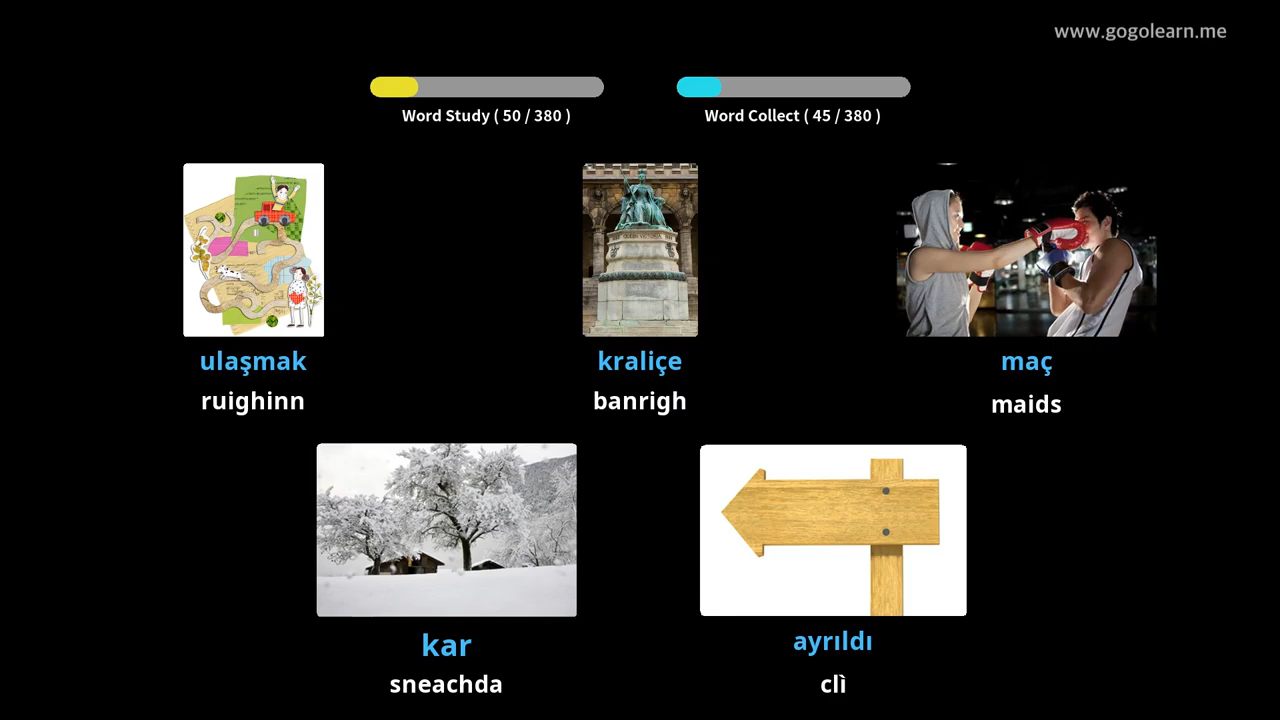 www.gogolearn.me
Word Study ( 50 / 380 )
Word Collect ( 45 / 380 )
ulaşmak
ruighinn
kraliçe
banrigh
maç
maids
kar
sneachda
ayrıldı
clì